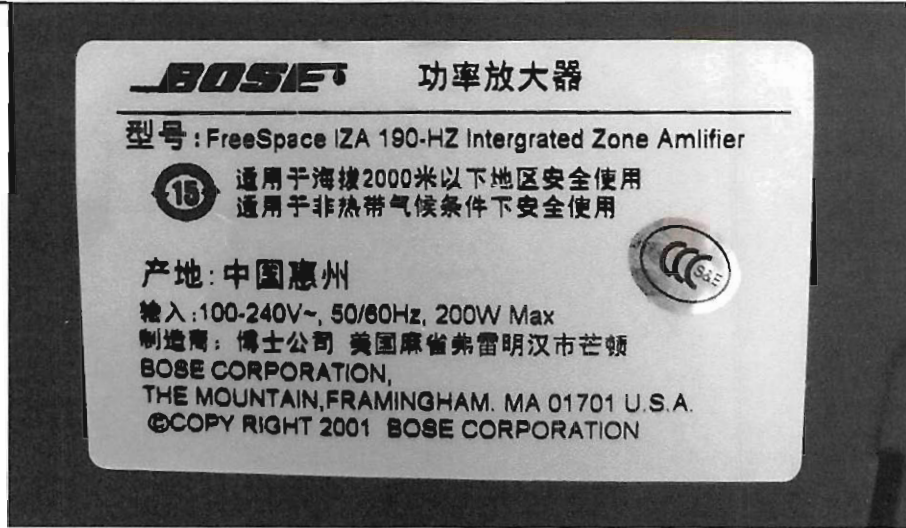 BOSE 功率放大器
型号:FreeSpace IZA 190-HZ Intergrated Zone Amlifier
15 适用于海拔2000米以下地区安全使用
适用于非热带气候条件下安全使用
CCC S&E
产地:中国惠州
输入:100-240V~, 50/60Hz, 200W Max
制造商: 博士公司 美国麻省弗雷明汉市芒顿
BOSE CORPORATION,
THE MOUNTAIN,FRAMINGHAM. MA 01701 U.S.A.
©COPY RIGHT 2001 BOSE CORPORATION